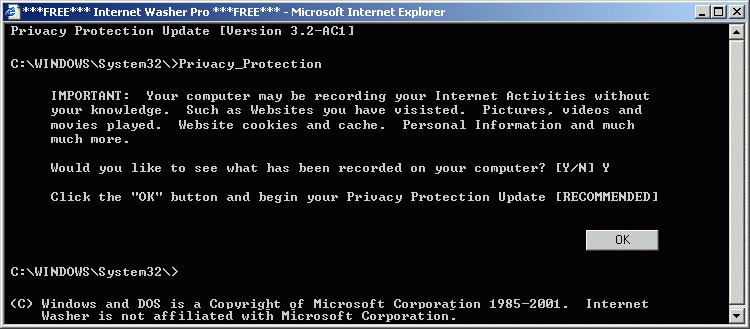 ***FREE*** Internet Washer Pro ***FREE*** - Microsoft Internet Explorer
Privacy Protection Update [Version 3.2-AC1]
C:\WINDOWS\System32\>Privacy_Protection
IMPORTANT: Your computer may be recording your Internet Activities without
your knowledge. Such as Websites you have visisted. Pictures, videos and
movies played. Website cookies and cache. Personal Information and much
much more.
Would you like to see what has been recorded on your computer? [Y/N] Y
Click the "OK" button and begin your Privacy Protection Update [RECOMMENDED]
OK
C:\WINDOWS\System32\>
(C) Windows and DOS is a Copyright of Microsoft Corporation 1985-2001. Internet
Washer is not affiliated with Microsoft Corporation.